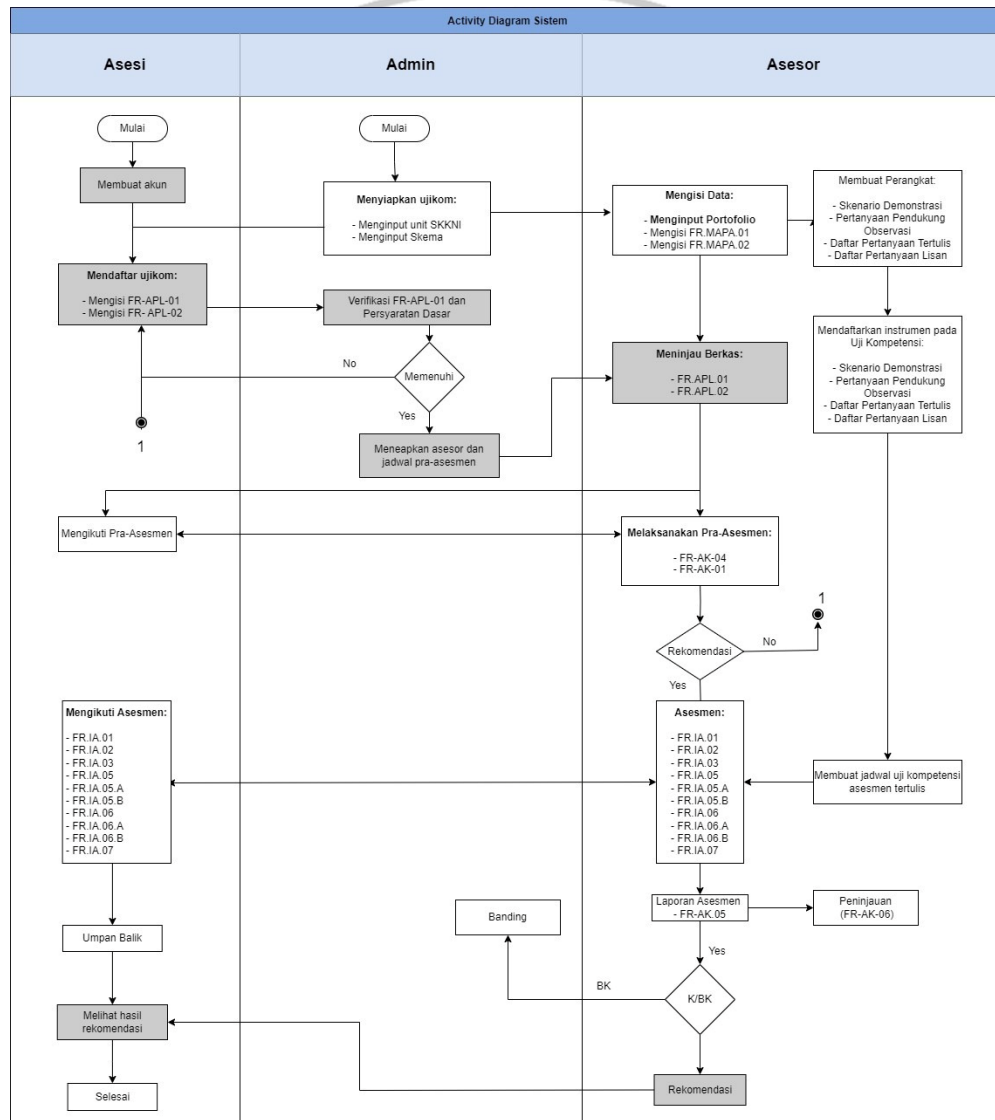 Activity Diagram Sistem
Asesi
Admin
Asesor
Mulai
Membuat akun
Mendaftar ujikom:
- Mengisi FR-APL-01
- Mengisi FR- APL-02
1
Mengikuti Pra-Asesmen
Mengikuti Asesmen:
- FR.IA.01
- FR.IA.02
- FR.IA.03
- FR.IA.05
- FR.IA.05.A
- FR.IA.05.B
- FR.IA.06
- FR.IA.06.A
- FR.IA.06.B
- FR.IA.07
Umpan Balik
Melihat hasil
rekomendasi
Selesai
Mulai
Menyiapkan ujikom:
- Menginput unit SKKNI
- Menginput Skema
Verifikasi FR-APL-01 dan
Persyaratan Dasar
No
Memenuhi
Yes
Meneapkan asesor dan
jadwal pra-asesmen
Banding
BK
Mengisi Data:
- Menginput Portofolio
- Mengisi FR.MAPA.01
- Mengisi FR.MAPA.02
Meninjau Berkas:
- FR.APL.01
- FR.APL.02
Melaksanakan Pra-Asesmen:
- FR-AK-04
- FR-AK-01
Rekomendasi
No
1
Yes
Asesmen:
- FR.IA.01
- FR.IA.02
- FR.IA.03
- FR.IA.05
- FR.IA.05.A
- FR.IA.05.B
- FR.IA.06
- FR.IA.06.A
- FR.IA.06.B
- FR.IA.07
Laporan Asesmen
- FR-AK.05
Yes
K/BK
Rekomendasi
Membuat Perangkat:
- Skenario Demonstrasi
- Pertanyaan Pendukung
Observasi
- Daftar Pertanyaan Tertulis
- Daftar Pertanyaan Lisan
Mendaftarkan instrumen pada
Uji Kompetensi:
- Skenario Demonstrasi
- Pertanyaan Pendukung
Observasi
- Daftar Pertanyaan Tertulis
- Daftar Pertanyaan Lisan
Membuat jadwal uji kompetensi
asesmen tertulis
Peninjauan
(FR-AK-06)